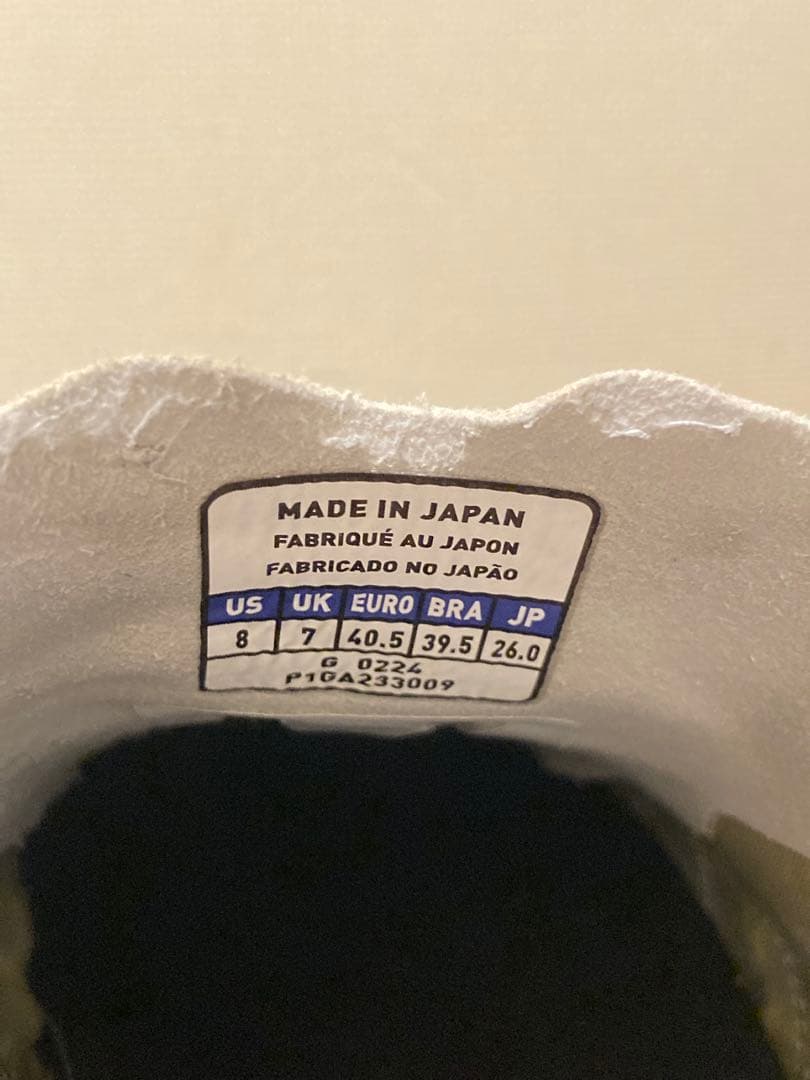 MADE IN JAPAN
FABRIQUÉ AU JAPON
FABRICADO NO JAPÃO
US UK EURO BRA JP
8 7 40.5 39.5 26.0
G 0224
P1GA233009